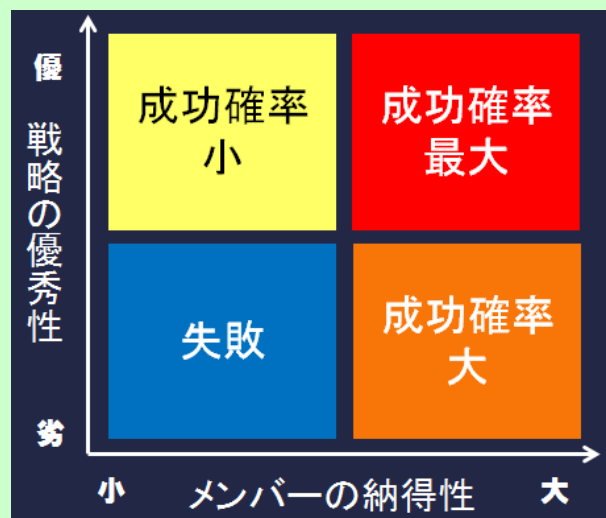 優
戦略の優秀性
劣
成功確率
小
成功確率
最大
失敗
成功確率
大
小
メンバーの納得性
大